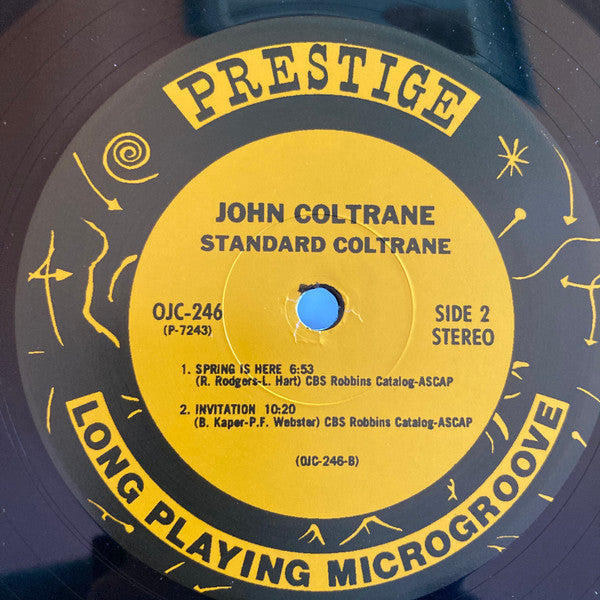 PRESTIGE
JOHN COLTRANE
STANDARD COLTRANE
OJC-246
(P-7243)
SIDE 2
STEREO
1. SPRING IS HERE 6:53
(R. Rodgers-L. Hart) CBS Robbins Catalog-ASCAP
2. INVITATION 10:20
(B. Kaper-P.F. Webster) CBS Robbins Catalog-ASCAP
(OJC-246-B)
LONG PLAYING MICROGROOVE